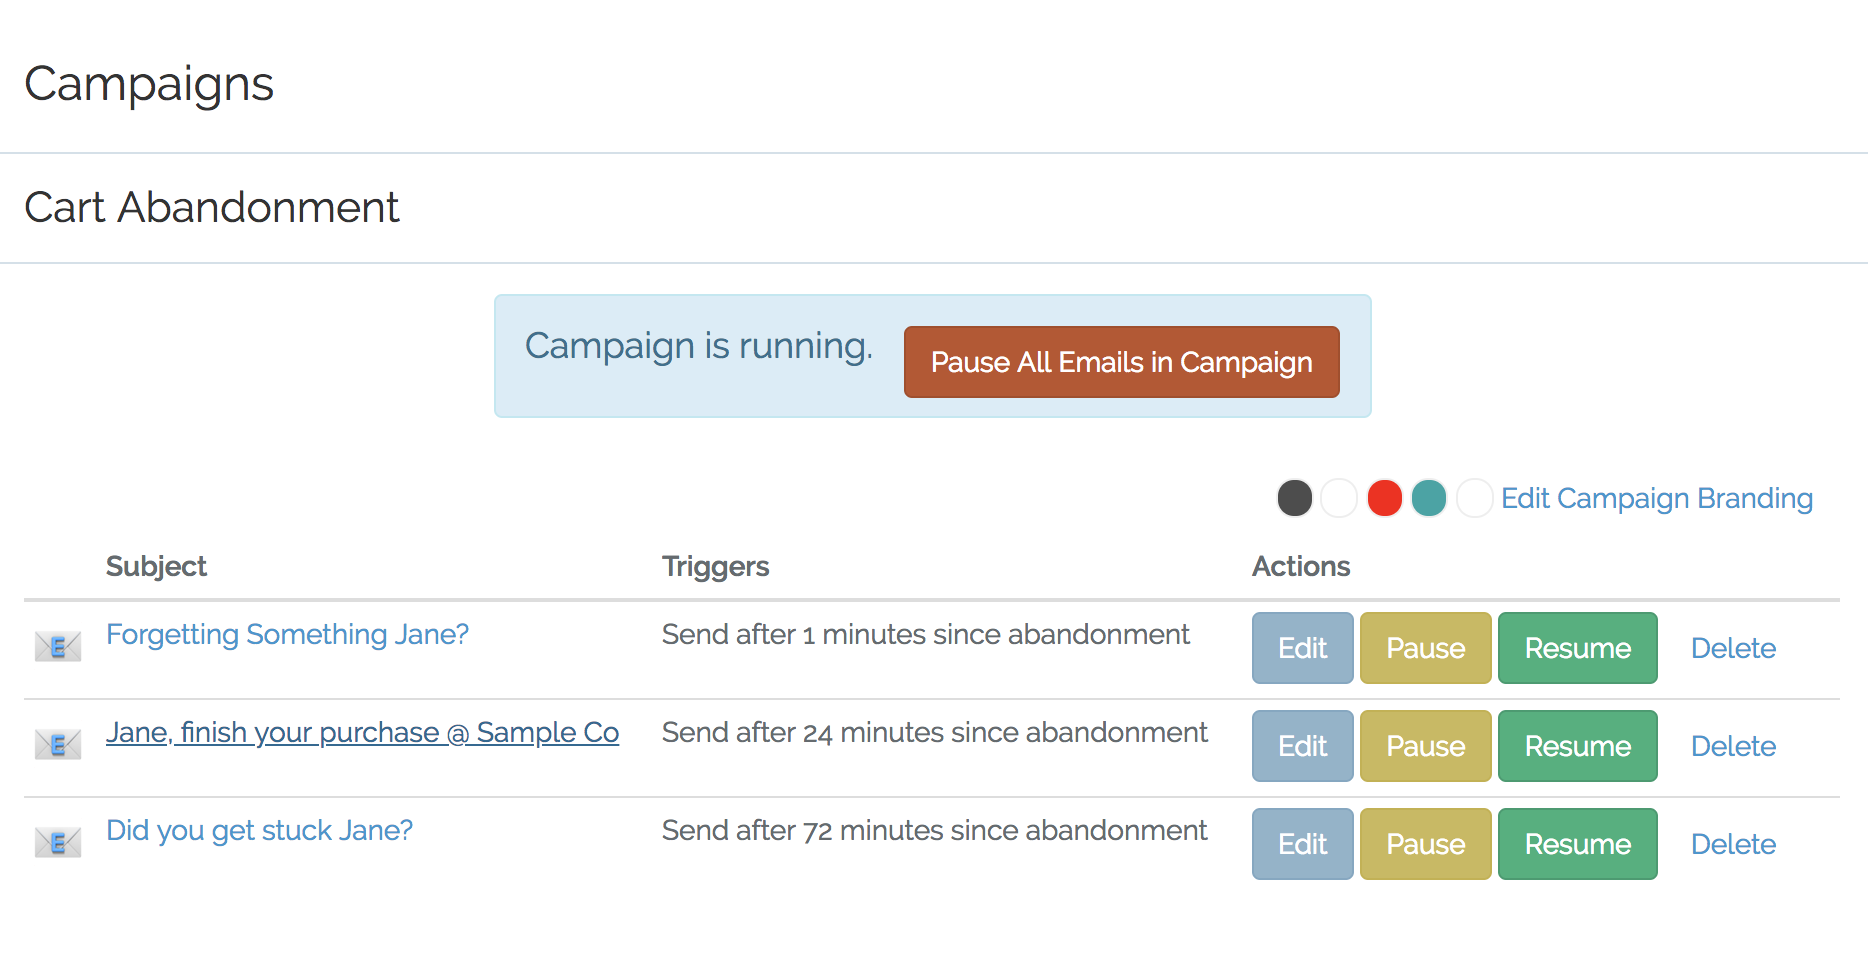 Campaigns
Cart Abandonment
Campaign is running. Pause All Emails in Campaign
Edit Campaign Branding
Subject Triggers Actions
E Forgetting Something Jane? Send after 1 minutes since abandonment Edit Pause Resume Delete
E Jane, finish your purchase @ Sample Co Send after 24 minutes since abandonment Edit Pause Resume Delete
E Did you get stuck Jane? Send after 72 minutes since abandonment Edit Pause Resume Delete